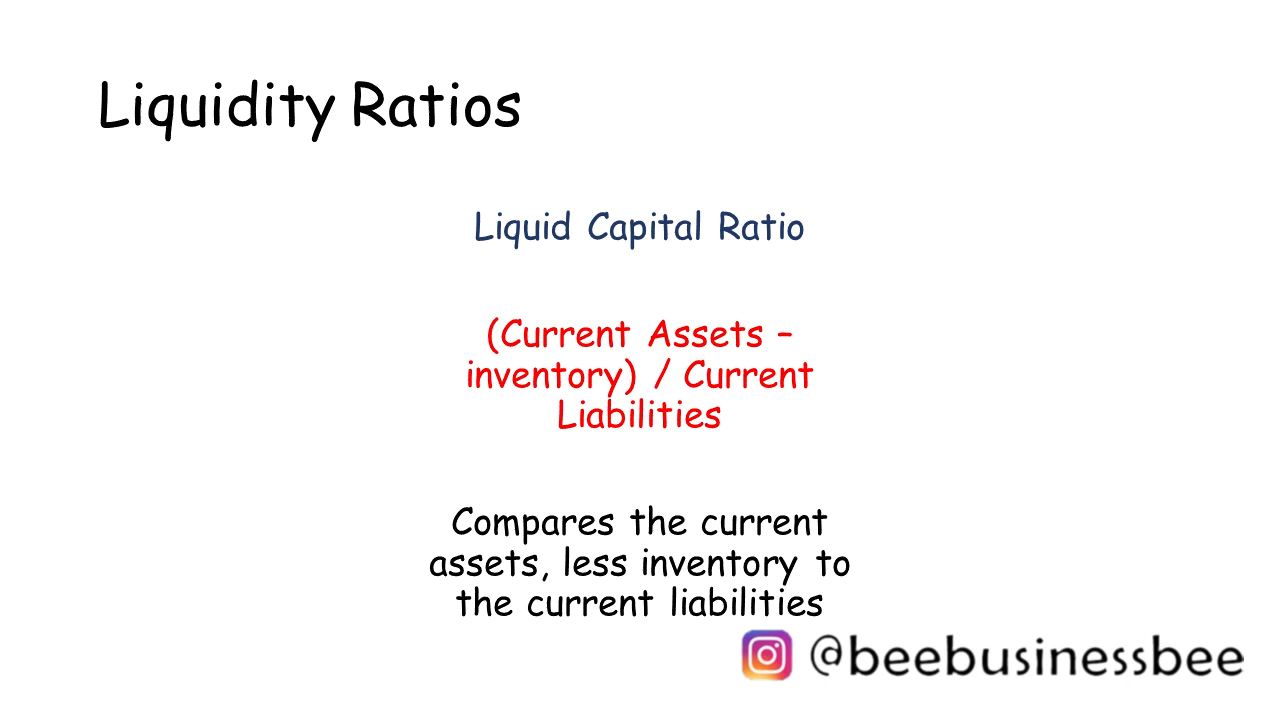 Liquidity Ratios
Liquid Capital Ratio
(Current Assets –
inventory) / Current
Liabilities
Compares the current
assets, less inventory to
the current liabilities
@beebusinessbee